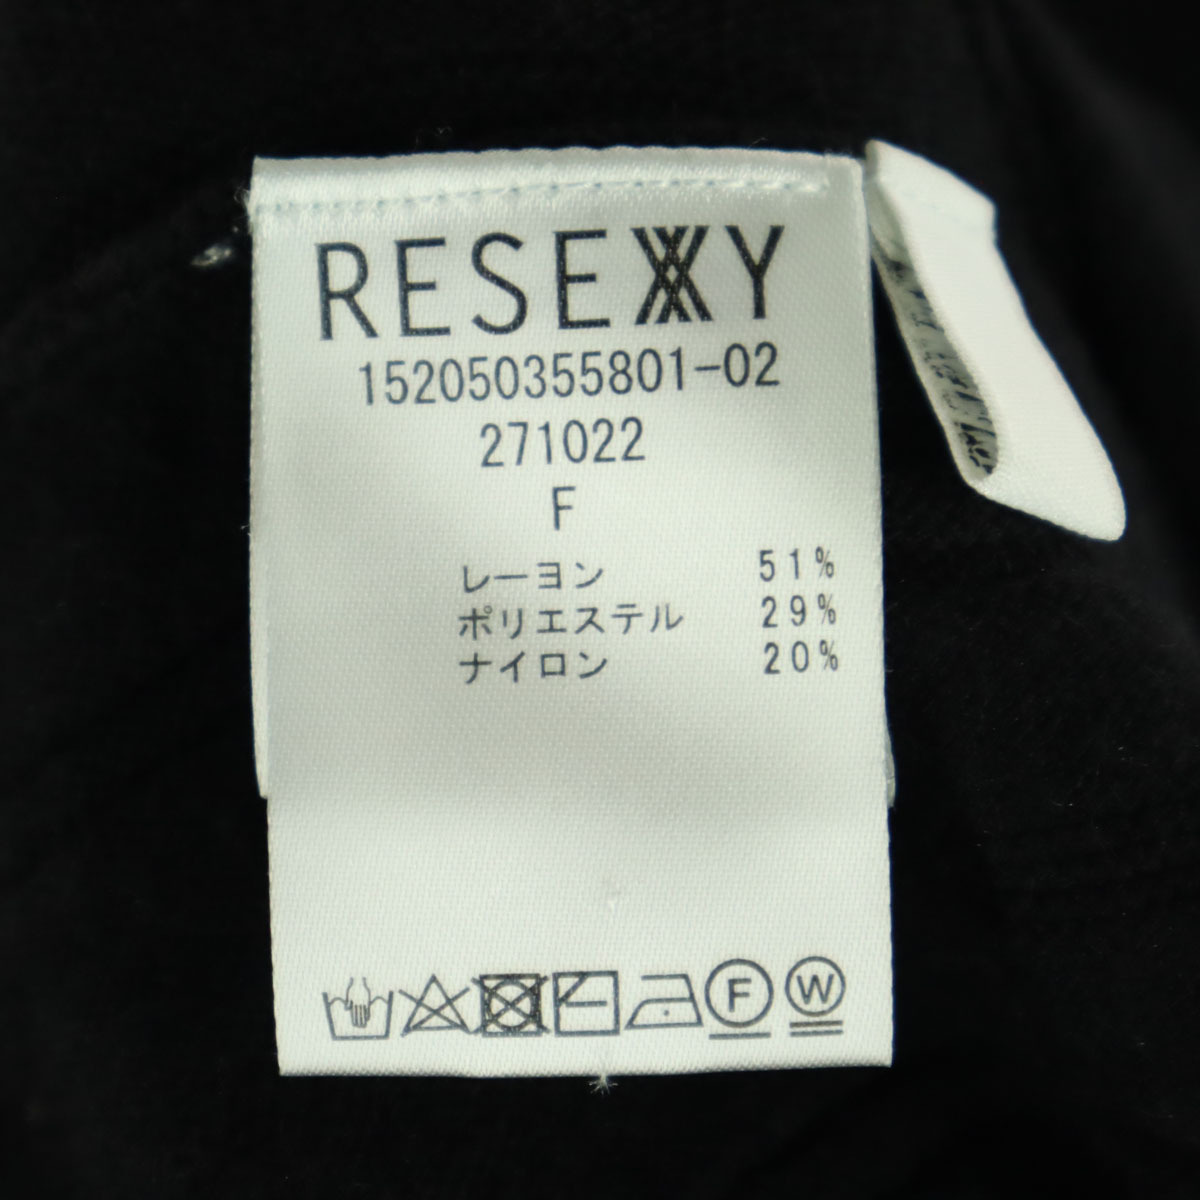 RESEXXY
152050355801-02
271022
F
レーヨン 51%
ポリエステル 29%
ナイロン 20%
F W